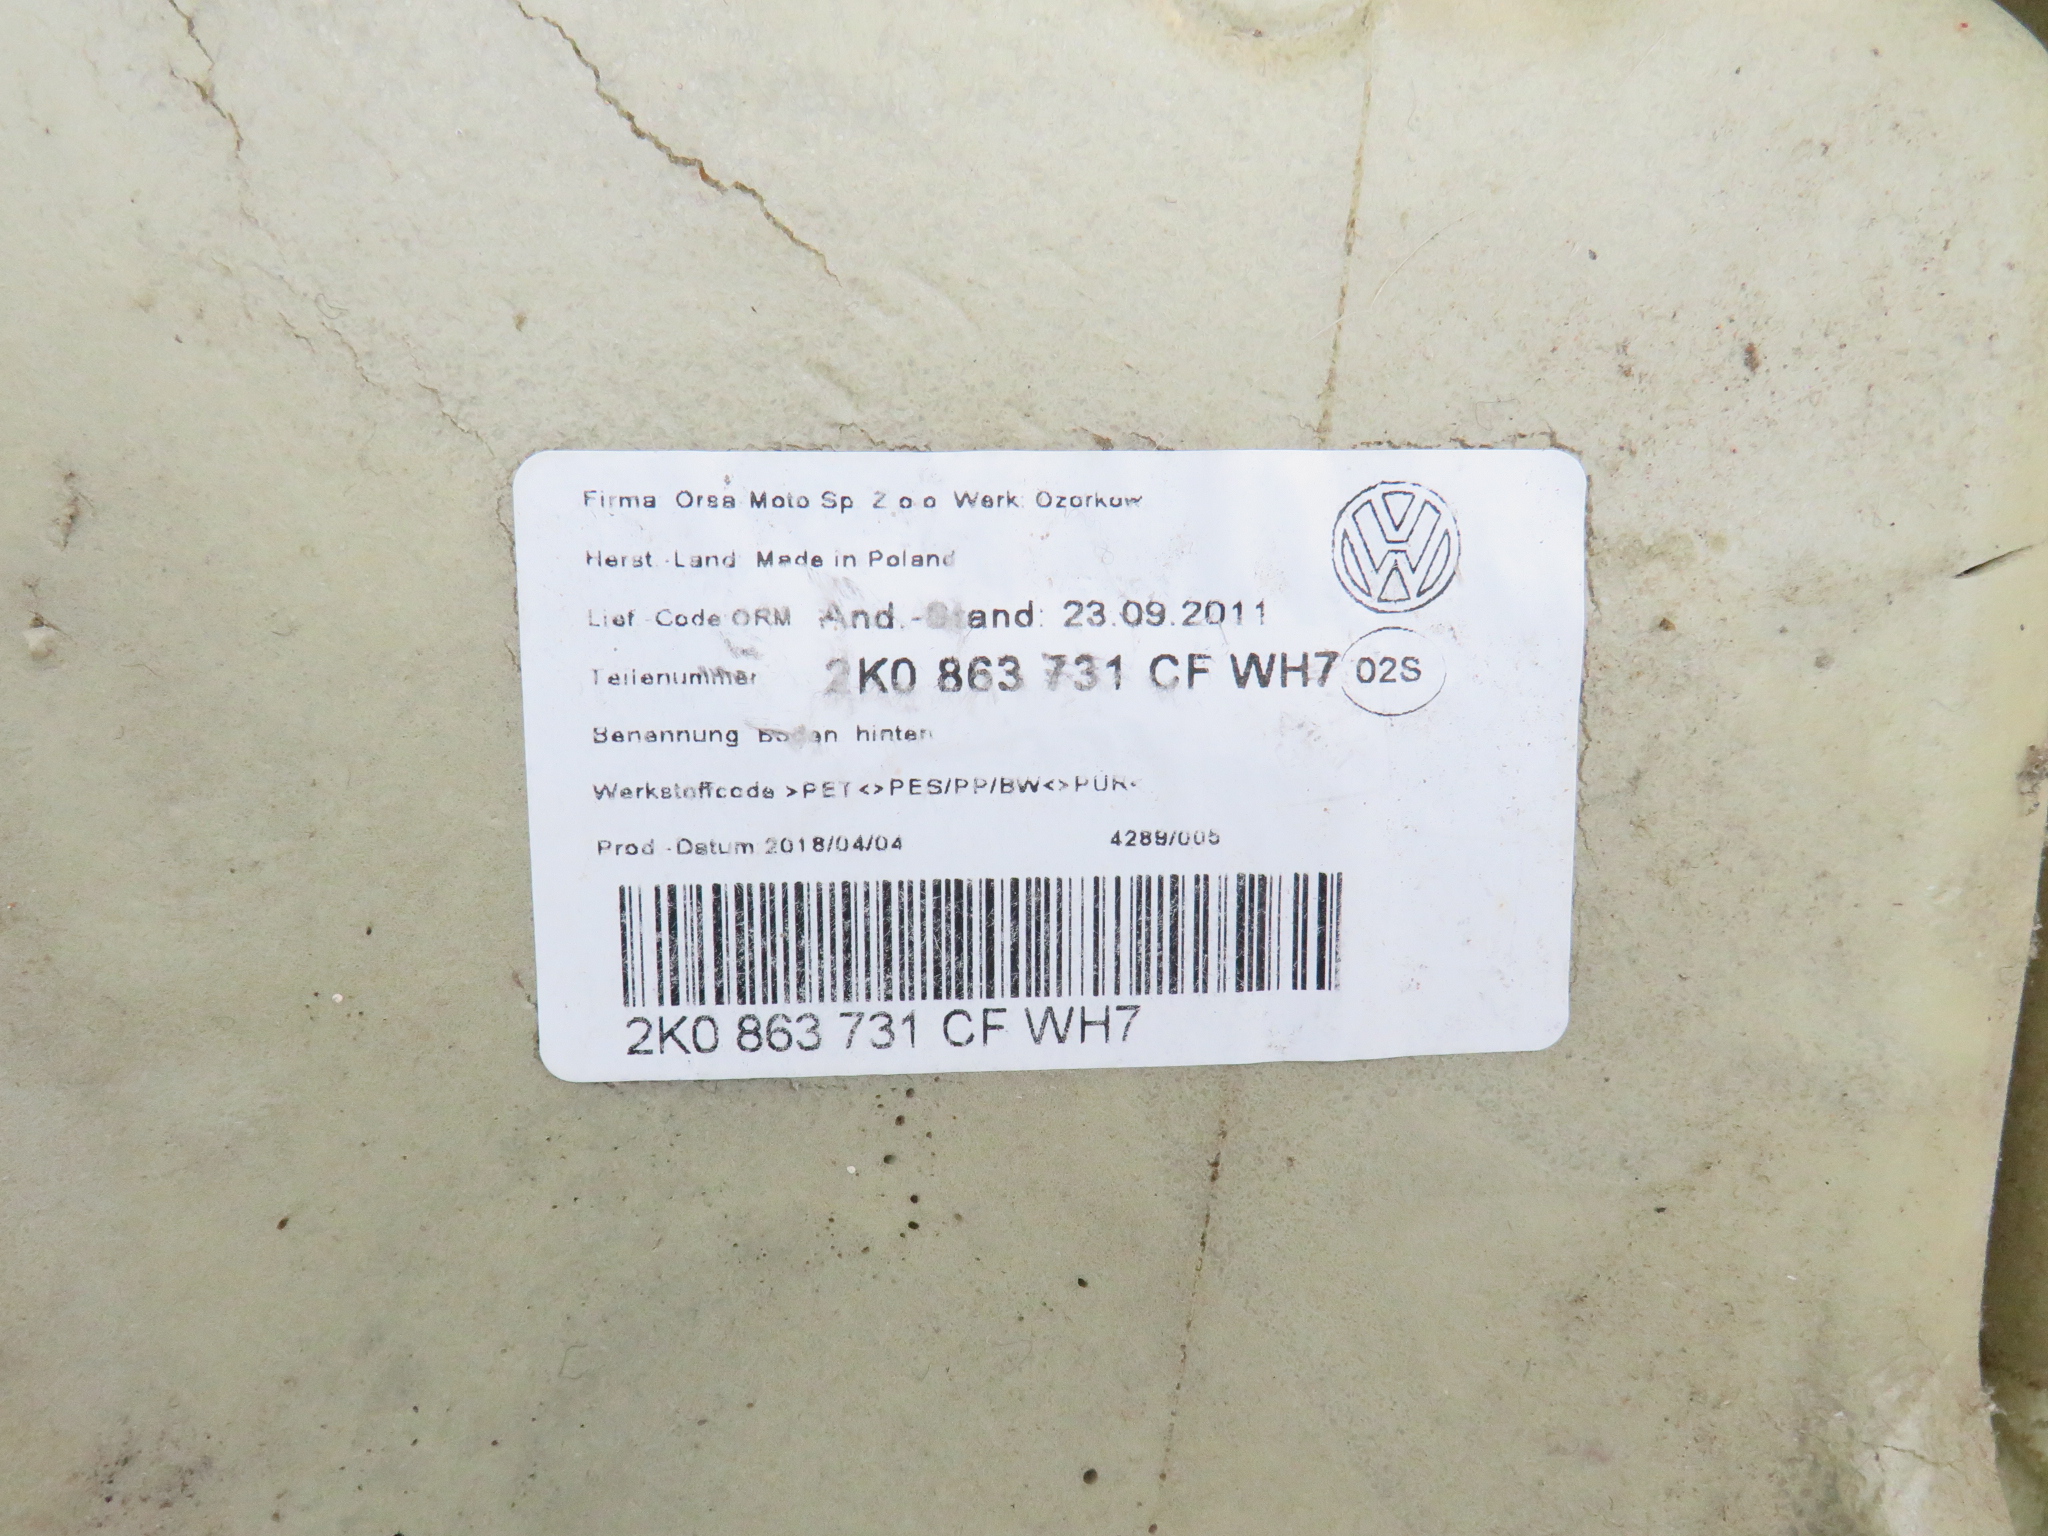 Firma Orsa Moto Sp. Z o o Werk: Ozorkow
Herst.-Land: Made in Poland
Lief.-Code ORM And.-Stand: 23.09.2011
Teilenummer 2K0 863 731 CF WH7 02S
Benennung Boden hinten
Werkstoffcode >PET<>PES/PP/BW<>PUR<
Prod.-Datum 2018/04/04 4289/005
2K0 863 731 CF WH7